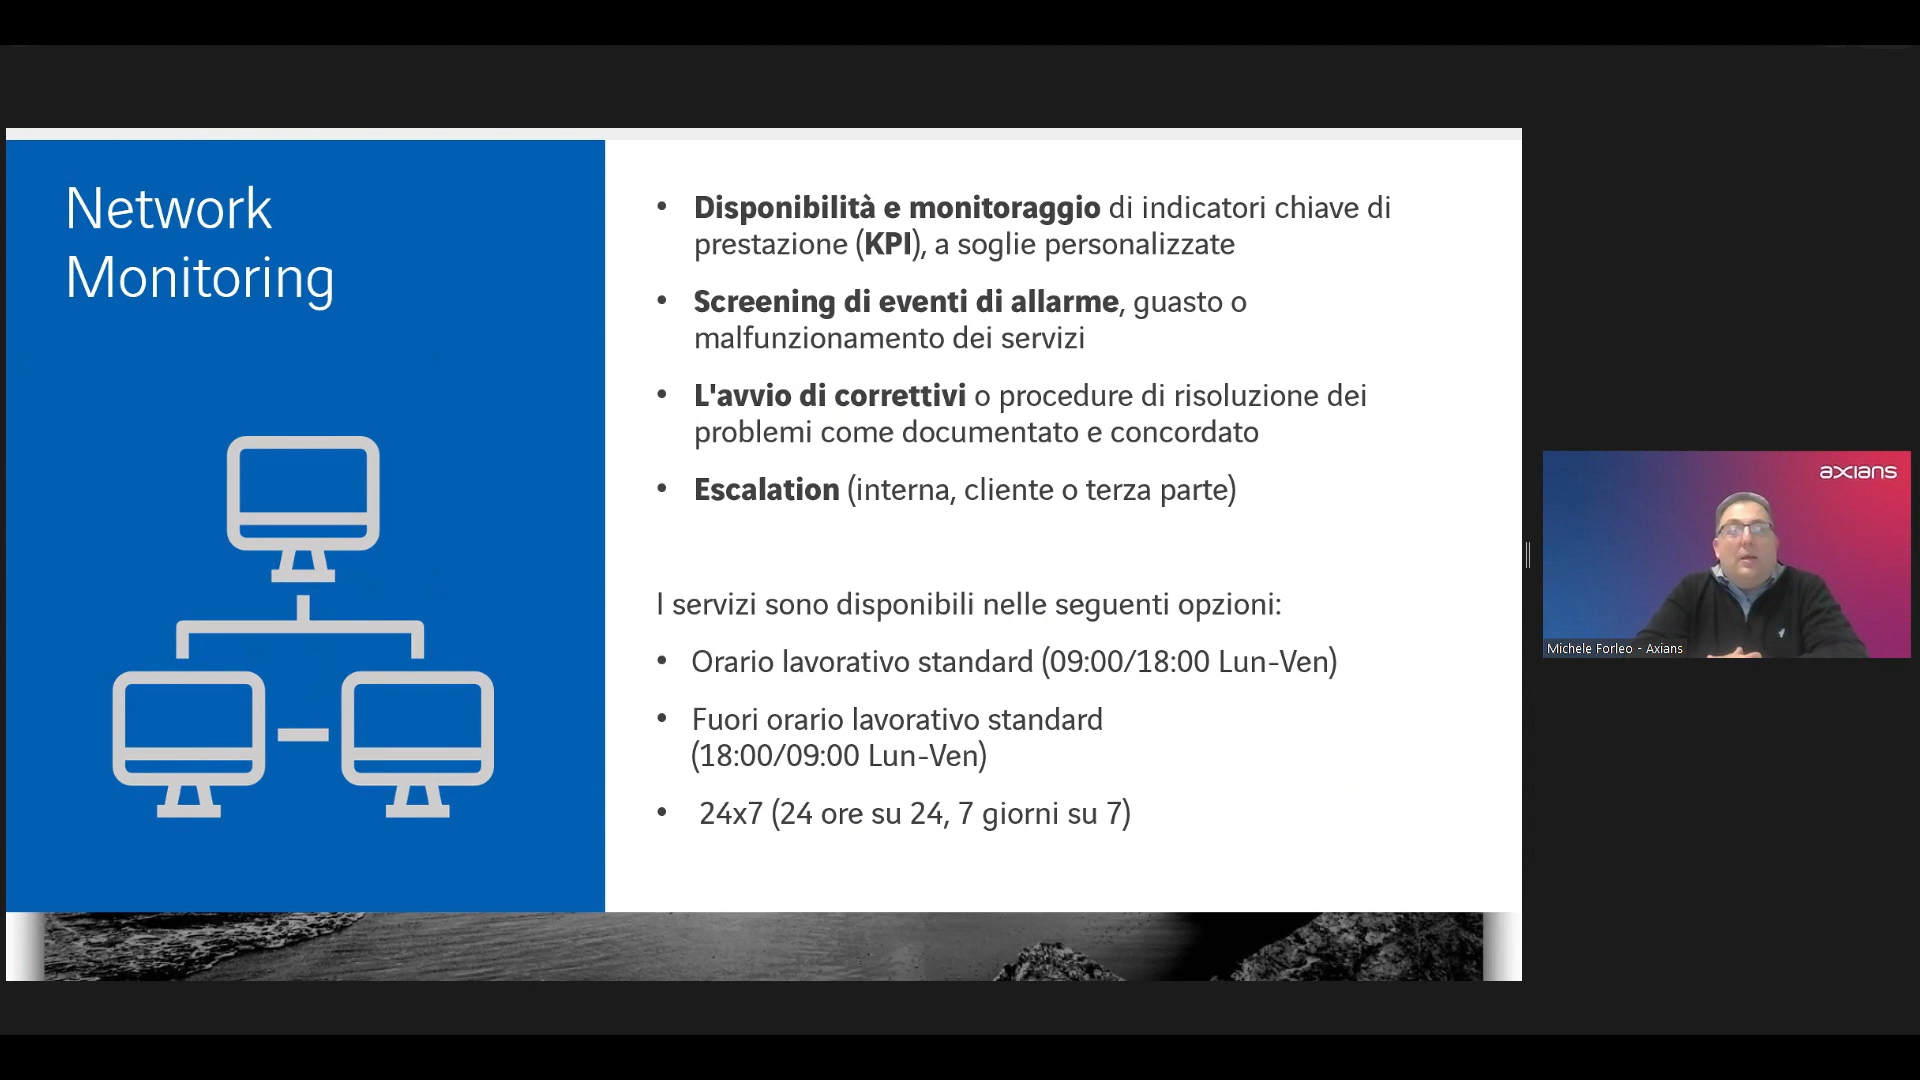 Network
Monitoring
• Disponibilità e monitoraggio di indicatori chiave di
prestazione (KPI), a soglie personalizzate
• Screening di eventi di allarme, guasto o
malfunzionamento dei servizi
• L'avvio di correttivi o procedure di risoluzione dei
problemi come documentato e concordato
• Escalation (interna, cliente o terza parte)
I servizi sono disponibili nelle seguenti opzioni:
• Orario lavorativo standard (09:00/18:00 Lun-Ven)
• Fuori orario lavorativo standard
(18:00/09:00 Lun-Ven)
• 24x7 (24 ore su 24, 7 giorni su 7)
axians
Michele Forleo - Axians